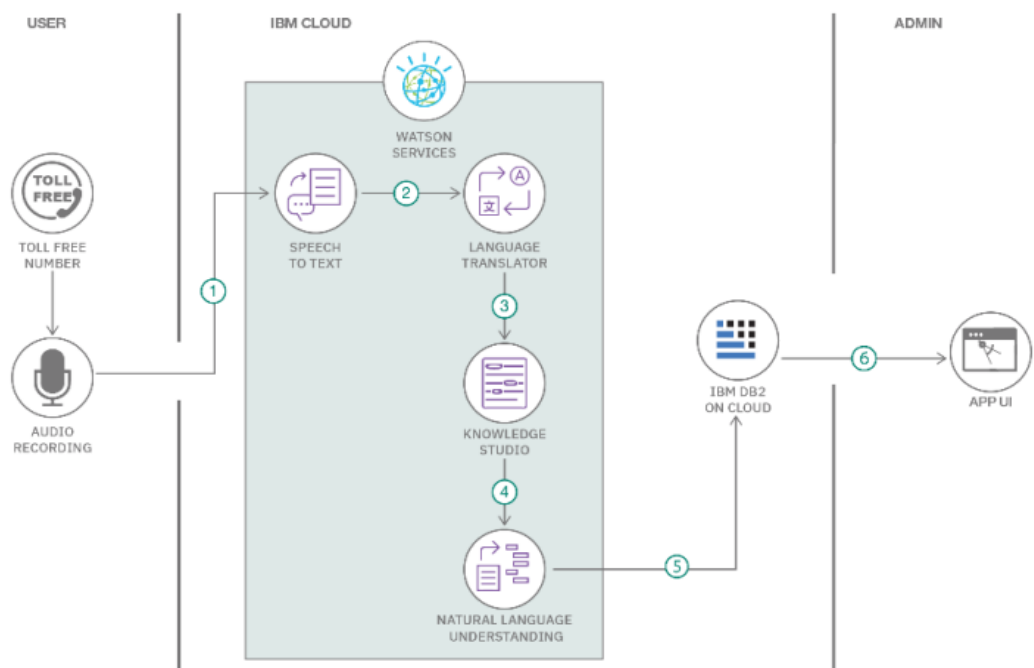 USER
IBM CLOUD
ADMIN
WATSON
SERVICES
TOLL
FREE
TOLL FREE
NUMBER
AUDIO
RECORDING
1
SPEECH
TO TEXT
2
A
文
LANGUAGE
TRANSLATOR
3
KNOWLEDGE
STUDIO
4
NATURAL LANGUAGE
UNDERSTANDING
5
IBM DB2
ON CLOUD
6
APP UI